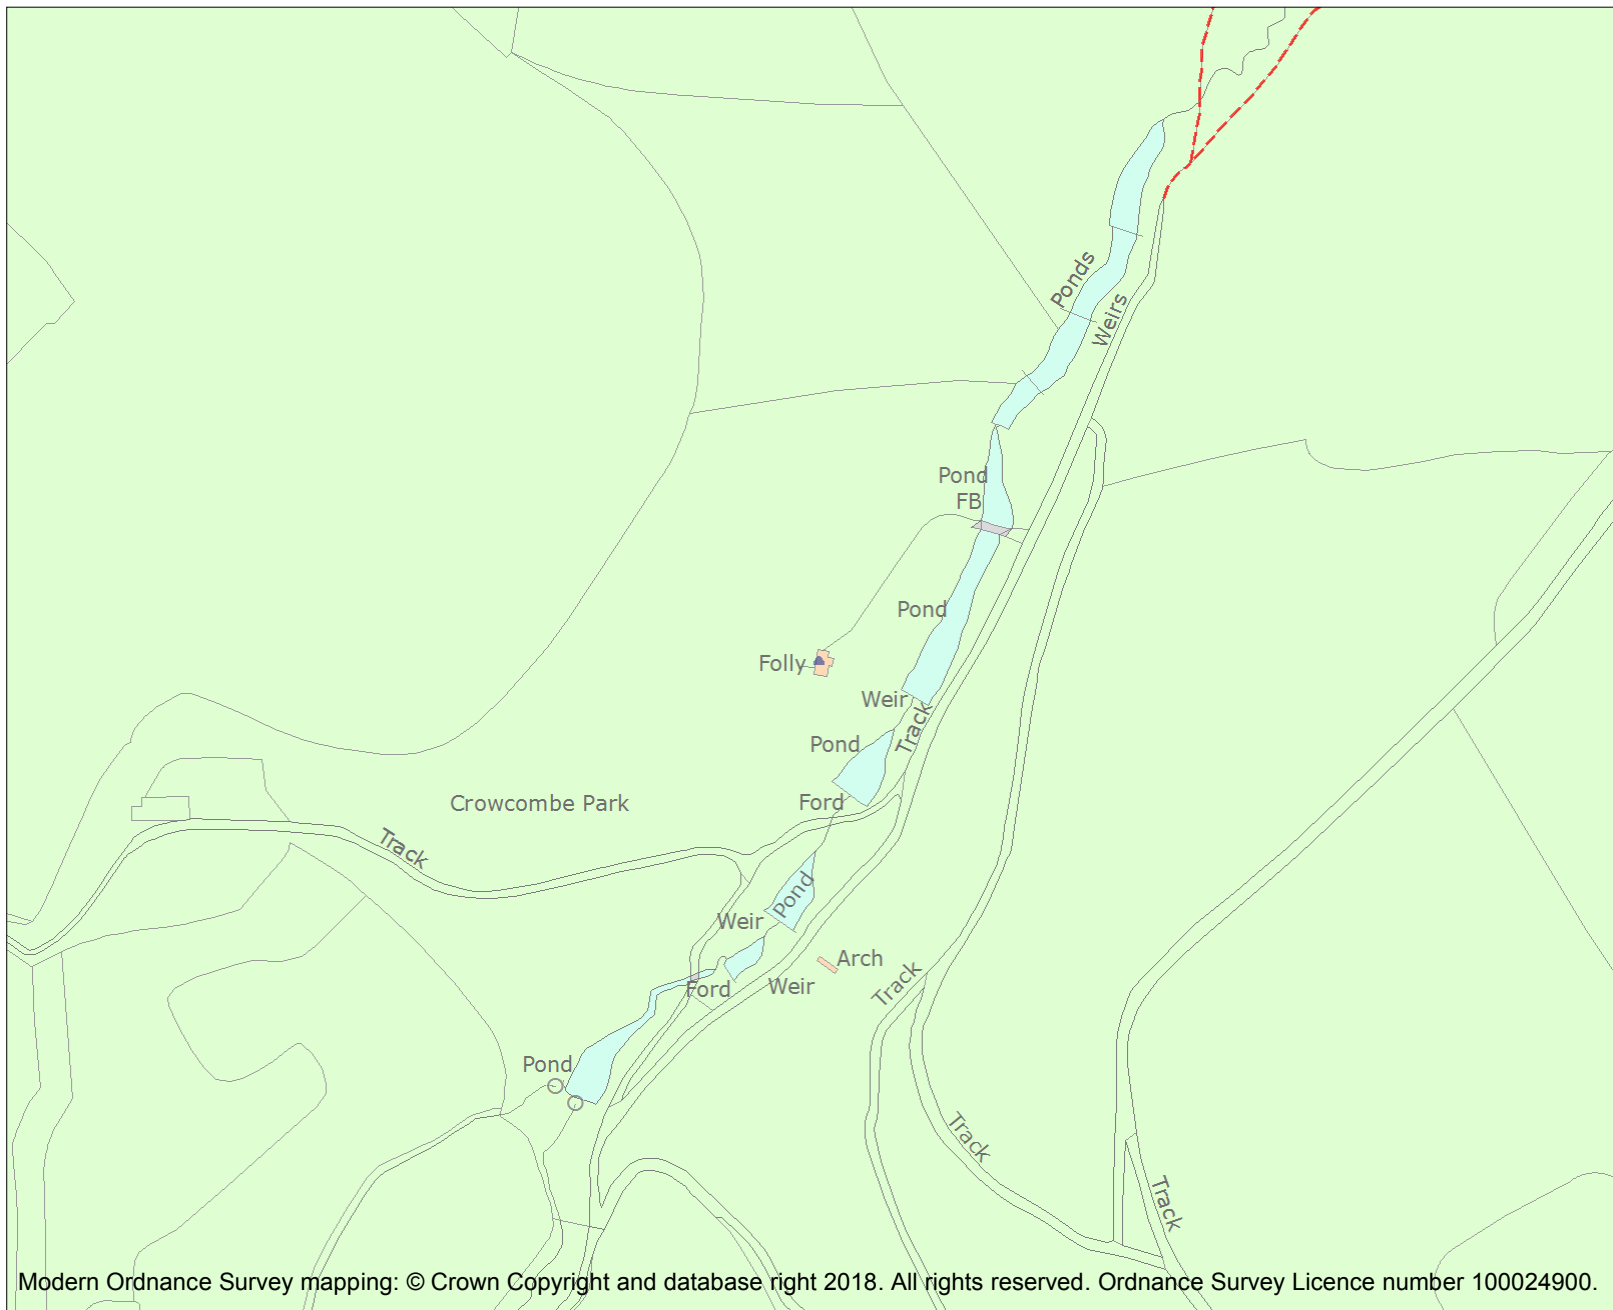 Ponds
Weirs
Pond
FB
Pond
Folly
Weir
Track
Pond
Ford
Crowcombe Park
Track
Pond
Weir
Arch
Track
Ford
Weir
Pond
Track
Track
Modern Ordnance Survey mapping: © Crown Copyright and database right 2018. All rights reserved. Ordnance Survey Licence number 100024900.